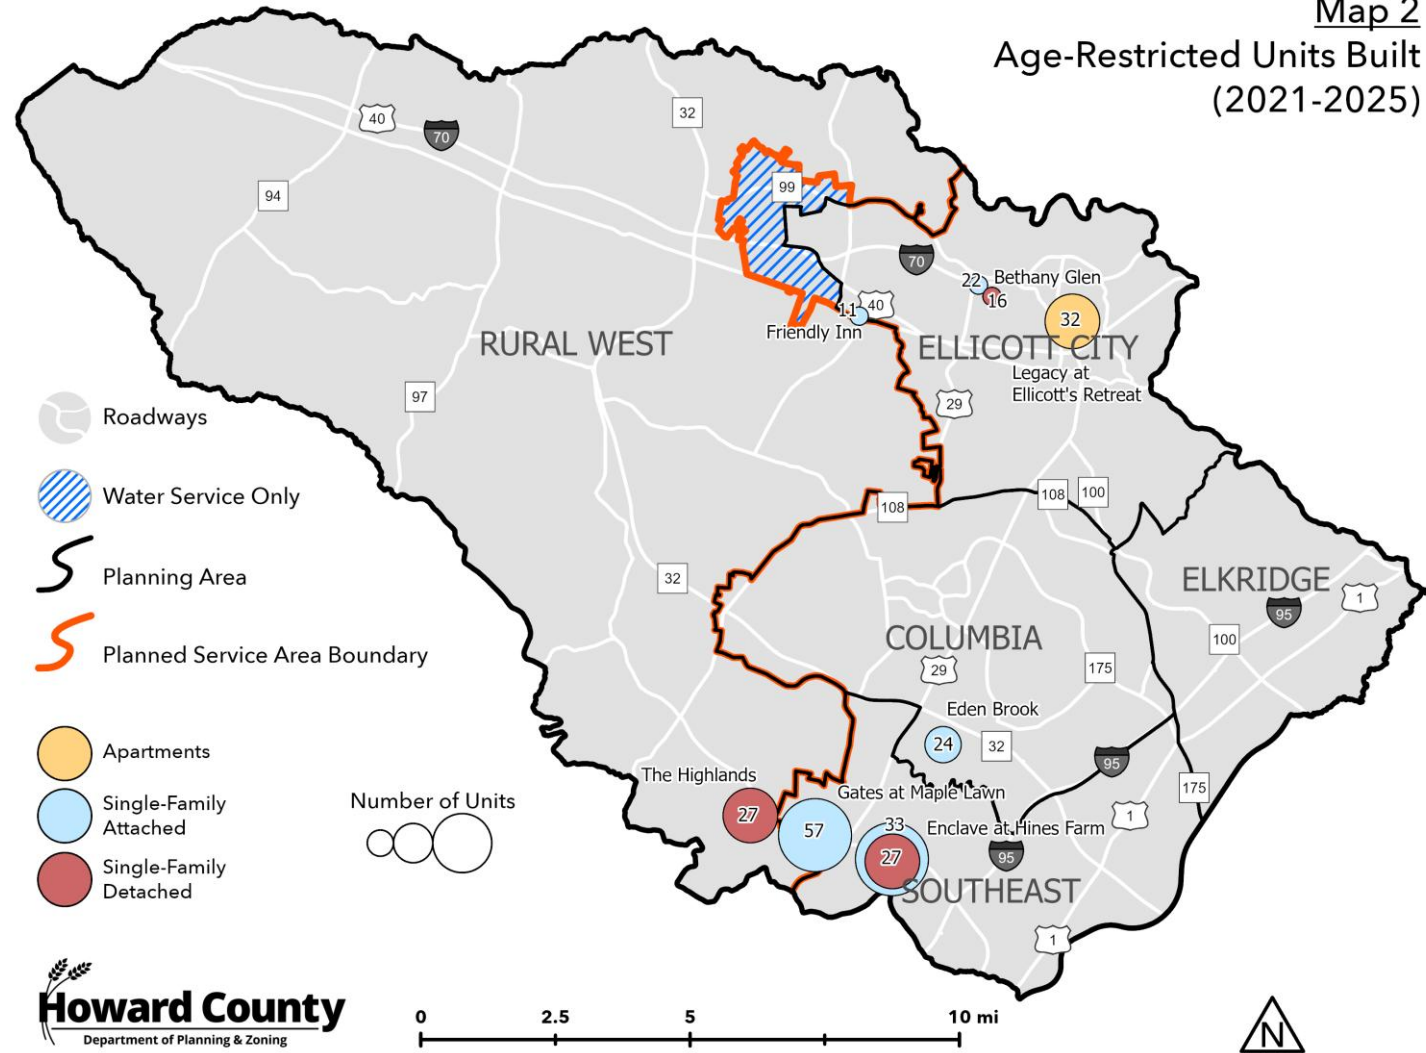 Map 2
Age-Restricted Units Built
(2021-2025)
40
70
32
94
99
70
22
Bethany Glen
16
11
40
32
Friendly Inn
RURAL WEST
ELLICOTT CITY
Legacy at
Ellicott's Retreat
97
29
Roadways
Water Service Only
108
108
100
Planning Area
32
ELKRIDGE
95
1
100
Planned Service Area Boundary
COLUMBIA
29
175
Eden Brook
24
32
95
Apartments
The Highlands
Gates at Maple Lawn
175
Single-Family
Attached
Number of Units
27
57
33
Enclave at Hines Farm
1
27
95
Single-Family
Detached
SOUTHEAST
1
Howard County
Department of Planning & Zoning
0 2.5 5 10 mi
N